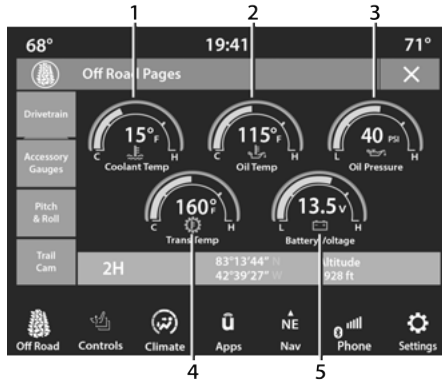 1 2 3
68° 19:41 71°
Off Road Pages
Drivetrain
Accessory
Gauges
Pitch
& Roll
Trail
Cam
15°F
C H
Coolant Temp
115°F
C H
Oil Temp
40 PSI
L H
Oil Pressure
160°F
C H
Trans Temp
13.5v
L H
Battery Voltage
2H
83°13'44" N
42°39'27" W
Altitude
928 ft
Off Road Controls Climate Apps NE Nav Phone Settings
4 5